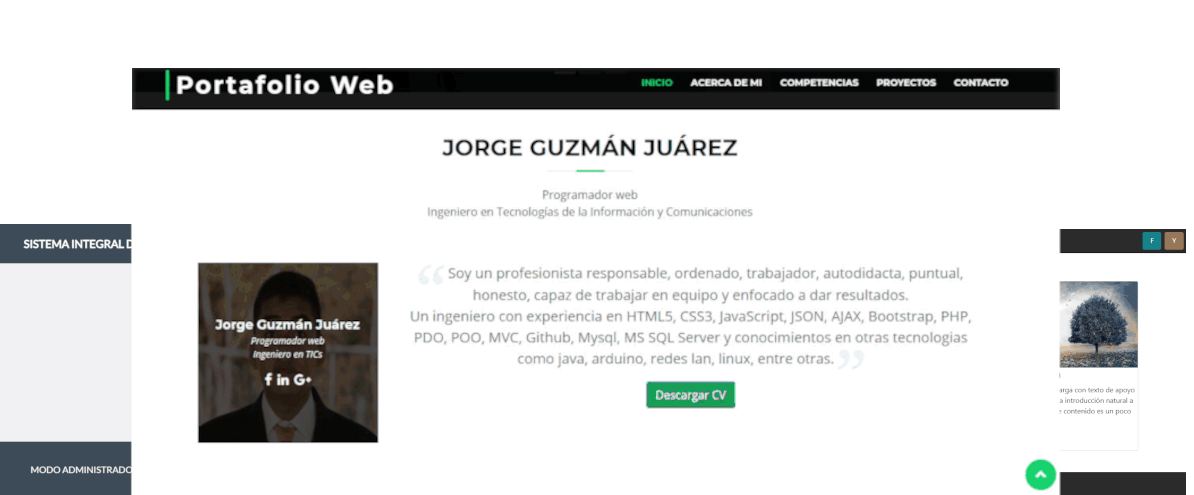 Portafolio Web
INICIO ACERCA DE MI COMPETENCIAS PROYECTOS CONTACTO
JORGE GUZMÁN JUÁREZ
Programador web
Ingeniero en Tecnologías de la Información y Comunicaciones
SISTEMA INTEGRAL D
F Y
Jorge Guzmán Juárez
Programador web
Ingeniero en TICs
f in G+
“ Soy un profesionista responsable, ordenado, trabajador, autodidacta, puntual,
honesto, capaz de trabajar en equipo y enfocado a dar resultados.
Un ingeniero con experiencia en HTML5, CSS3, JavaScript, JSON, AJAX, Bootstrap, PHP,
PDO, POO, MVC, Github, Mysql, MS SQL Server y conocimientos en otras tecnologías
como java, arduino, redes lan, linux, entre otras. ”
Descargar CV
arga con texto de apoyo
a introducción natural a
contenido es un poco
MODO ADMINISTRADO